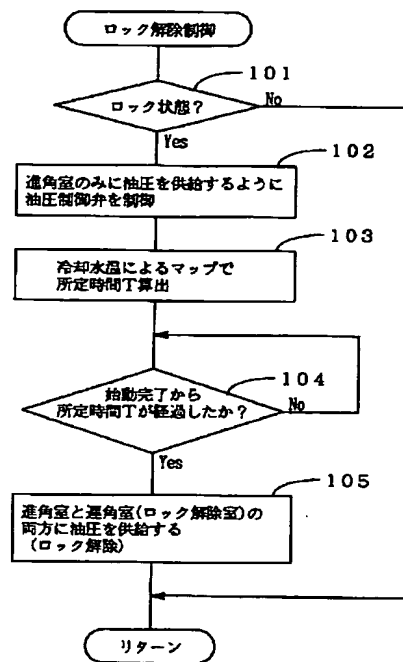 ロック解除制御
101
ロック状態?
No
Yes
102
進角室のみに油圧を供給するように
油圧制御弁を制御
103
冷却水温によるマップで
所定時間T算出
104
始動完了から
所定時間Tが経過したか?
No
Yes
105
進角室と遅角室(ロック解除室)の
両方に油圧を供給する
(ロック解除)
リターン